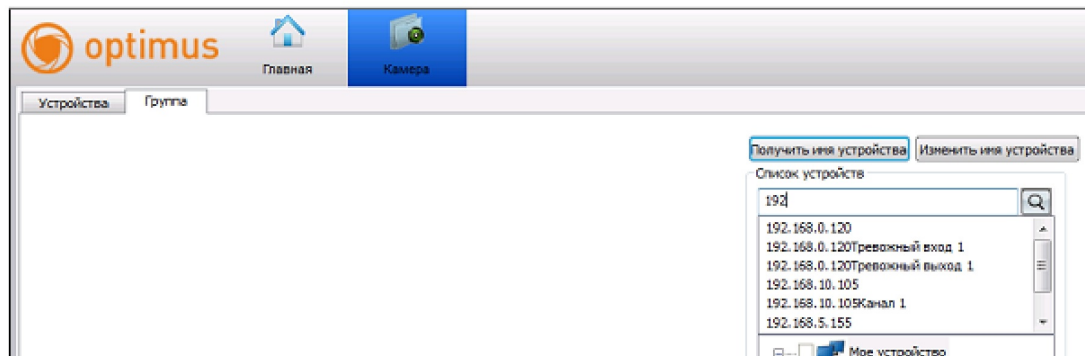 optimus
Главная
Камера
Устройства
Группа
Получить имя устройства
Изменить имя устройства
Список устройств
192
192.168.0.120
192.168.0.120Тревожный вход 1
192.168.0.120Тревожный выход 1
192.168.10.105
192.168.10.105Канал 1
192.168.5.155
Мое устройство